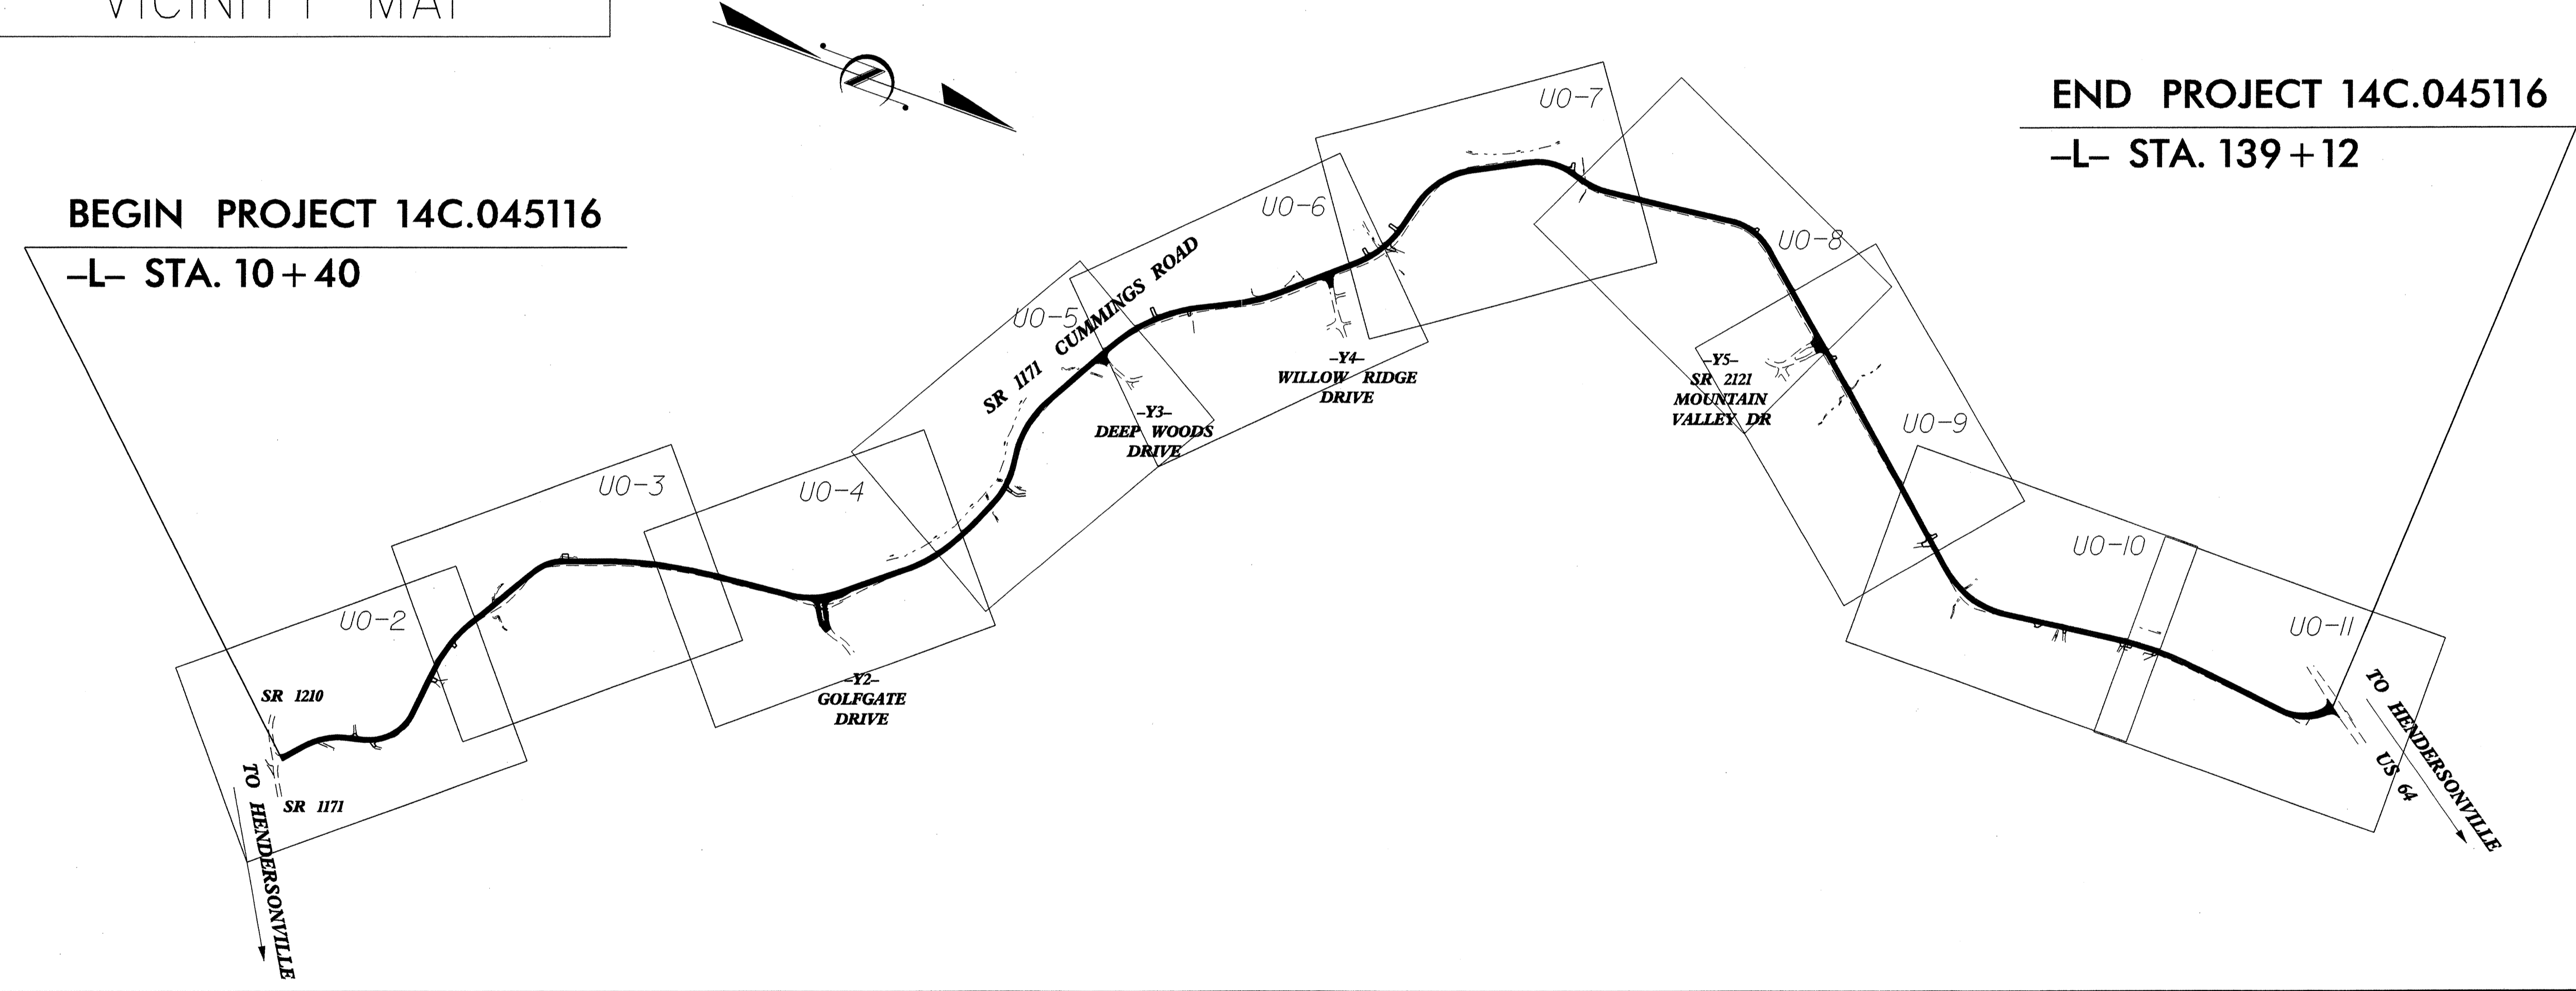 VICINITY MAP
BEGIN PROJECT 14C.045116
–L– STA. 10+40
END PROJECT 14C.045116
–L– STA. 139+12
UO-2
UO-3
UO-4
UO-5
UO-6
UO-7
UO-8
UO-9
UO-10
UO-11
SR 1210
SR 1171
TO HENDERSONVILLE
–Y2–
GOLFGATE
DRIVE
SR 1171 CUMMINGS ROAD
–Y3–
DEEP WOODS
DRIVE
–Y4–
WILLOW RIDGE
DRIVE
–Y5–
SR 2121
MOUNTAIN
VALLEY DR
TO HENDERSONVILLE
US 64